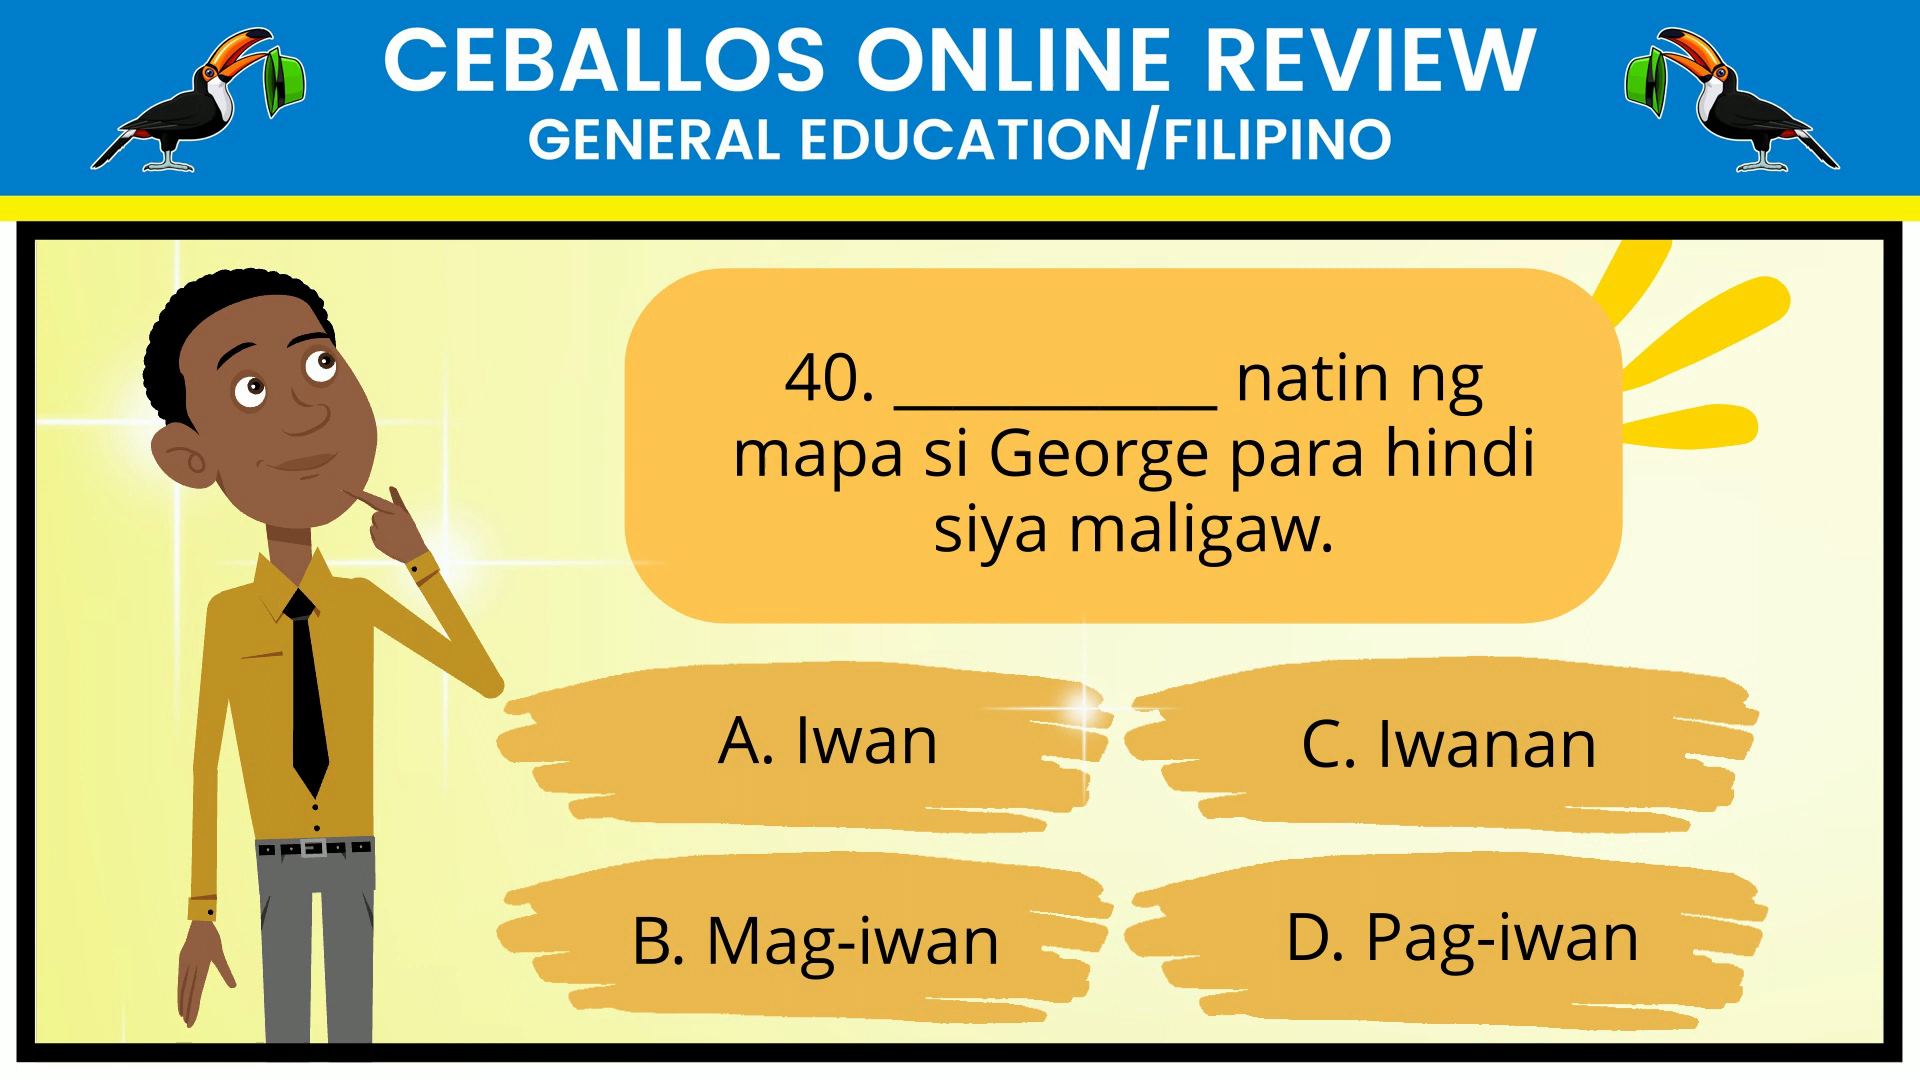 CEBALLOS ONLINE REVIEW
GENERAL EDUCATION/FILIPINO
40. ___________ natin ng
mapa si George para hindi
siya maligaw.
A. Iwan
C. Iwanan
B. Mag-iwan
D. Pag-iwan